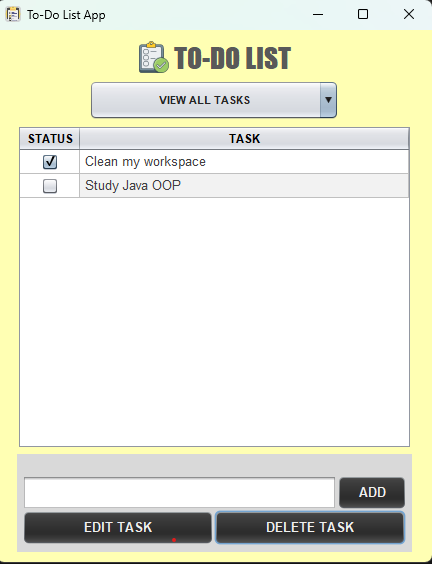 To-Do List App
TO-DO LIST
VIEW ALL TASKS
STATUS TASK
Clean my workspace
Study Java OOP
ADD
EDIT TASK DELETE TASK